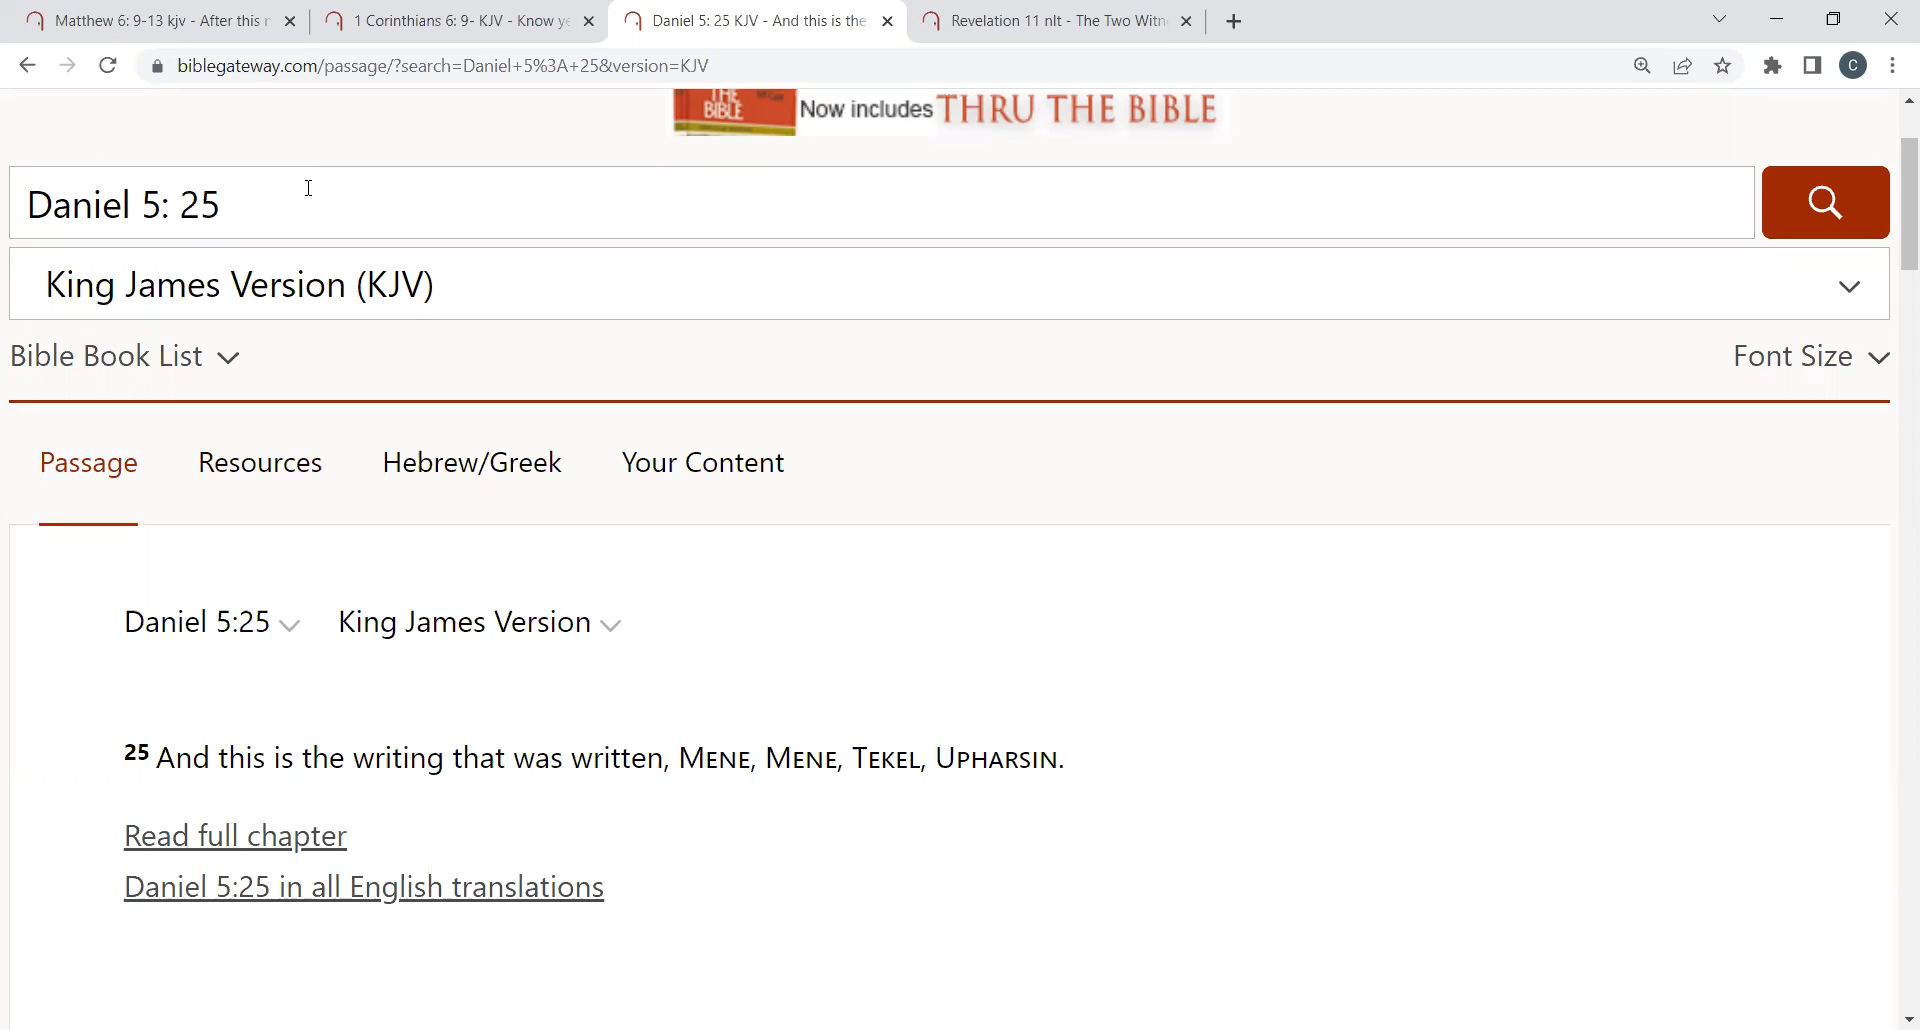 Matthew 6: 9-13 kjv - After this
1 Corinthians 6: 9- KJV - Know ye
Daniel 5: 25 KJV - And this is the
Revelation 11 nlt - The Two Witn
biblegateway.com/passage/?search=Daniel+5%3A+25&version=KJV
C
THE
BIBLE
Now includes THRU THE BIBLE
Daniel 5: 25
King James Version (KJV)
Bible Book List
Font Size
Passage Resources Hebrew/Greek Your Content
Daniel 5:25 King James Version
25 And this is the writing that was written, MENE, MENE, TEKEL, UPHARSIN.
Read full chapter
Daniel 5:25 in all English translations